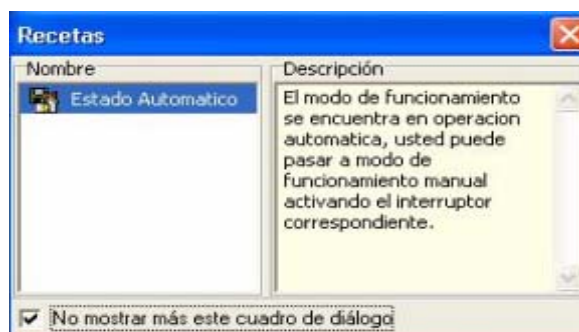 Recetas
Nombre
Descripción
Estado Automatico
El modo de funcionamiento
se encuentra en operacion
automatica, usted puede
pasar a modo de
funcionamiento manual
activando el interruptor
correspondiente.
No mostrar más este cuadro de diálogo